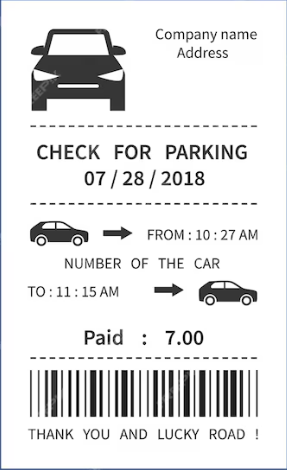 Company name
Address
CHECK FOR PARKING
07 / 28 / 2018
FROM : 10 : 27 AM
NUMBER OF THE CAR
TO : 11 : 15 AM
Paid : 7.00
THANK YOU AND LUCKY ROAD !